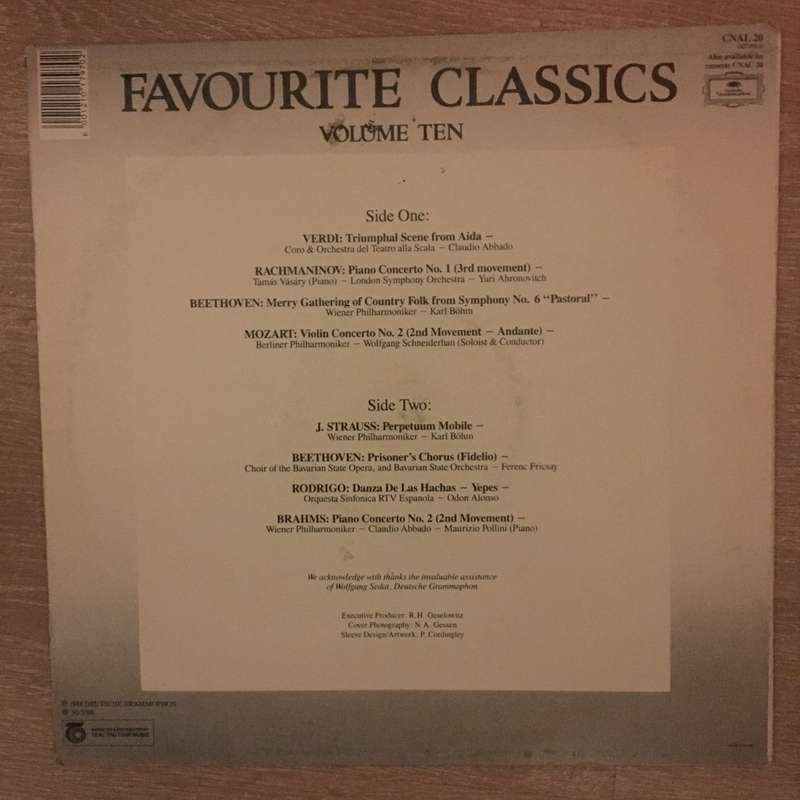 CNAL 20
Also available on
cassette CNAL 20
FAVOURITE CLASSICS
VOLUME TEN
Side One:
VERDI: Triumphal Scene from Aida –
Coro & Orchestra del Teatro alla Scala – Claudio Abbado
RACHMANINOV: Piano Concerto No. 1 (3rd movement) –
Tamás Vásáry (Piano) – London Symphony Orchestra – Yuri Ahronovitch
BEETHOVEN: Merry Gathering of Country Folk from Symphony No. 6 “Pastoral” –
Wiener Philharmoniker – Karl Böhm
MOZART: Violin Concerto No. 2 (2nd Movement – Andante) –
Berliner Philharmoniker – Wolfgang Schneiderhan (Soloist & Conductor)
Side Two:
J. STRAUSS: Perpetuum Mobile –
Wiener Philharmoniker – Karl Böhm
BEETHOVEN: Prisoner's Chorus (Fidelio) –
Choir of the Bavarian State Opera, and Bavarian State Orchestra – Ferenc Fricsay
RODRIGO: Danza De Las Hachas – Yepes –
Orquesta Sinfonica RTV Espanola – Odon Alonso
BRAHMS: Piano Concerto No. 2 (2nd Movement) –
Wiener Philharmoniker – Claudio Abbado – Maurizio Pollini (Piano)
We acknowledge with thanks the invaluable assistance
of Wolfgang Sedat, Deutsche Grammophon
Executive Producer: R.H. Geselowitz
Cover Photography: N.A. Gessen
Sleeve Design/Artwork: P. Cordingley
DEUTSCHE GRAMMOPHON
TEAL TRUTONE MUSIC